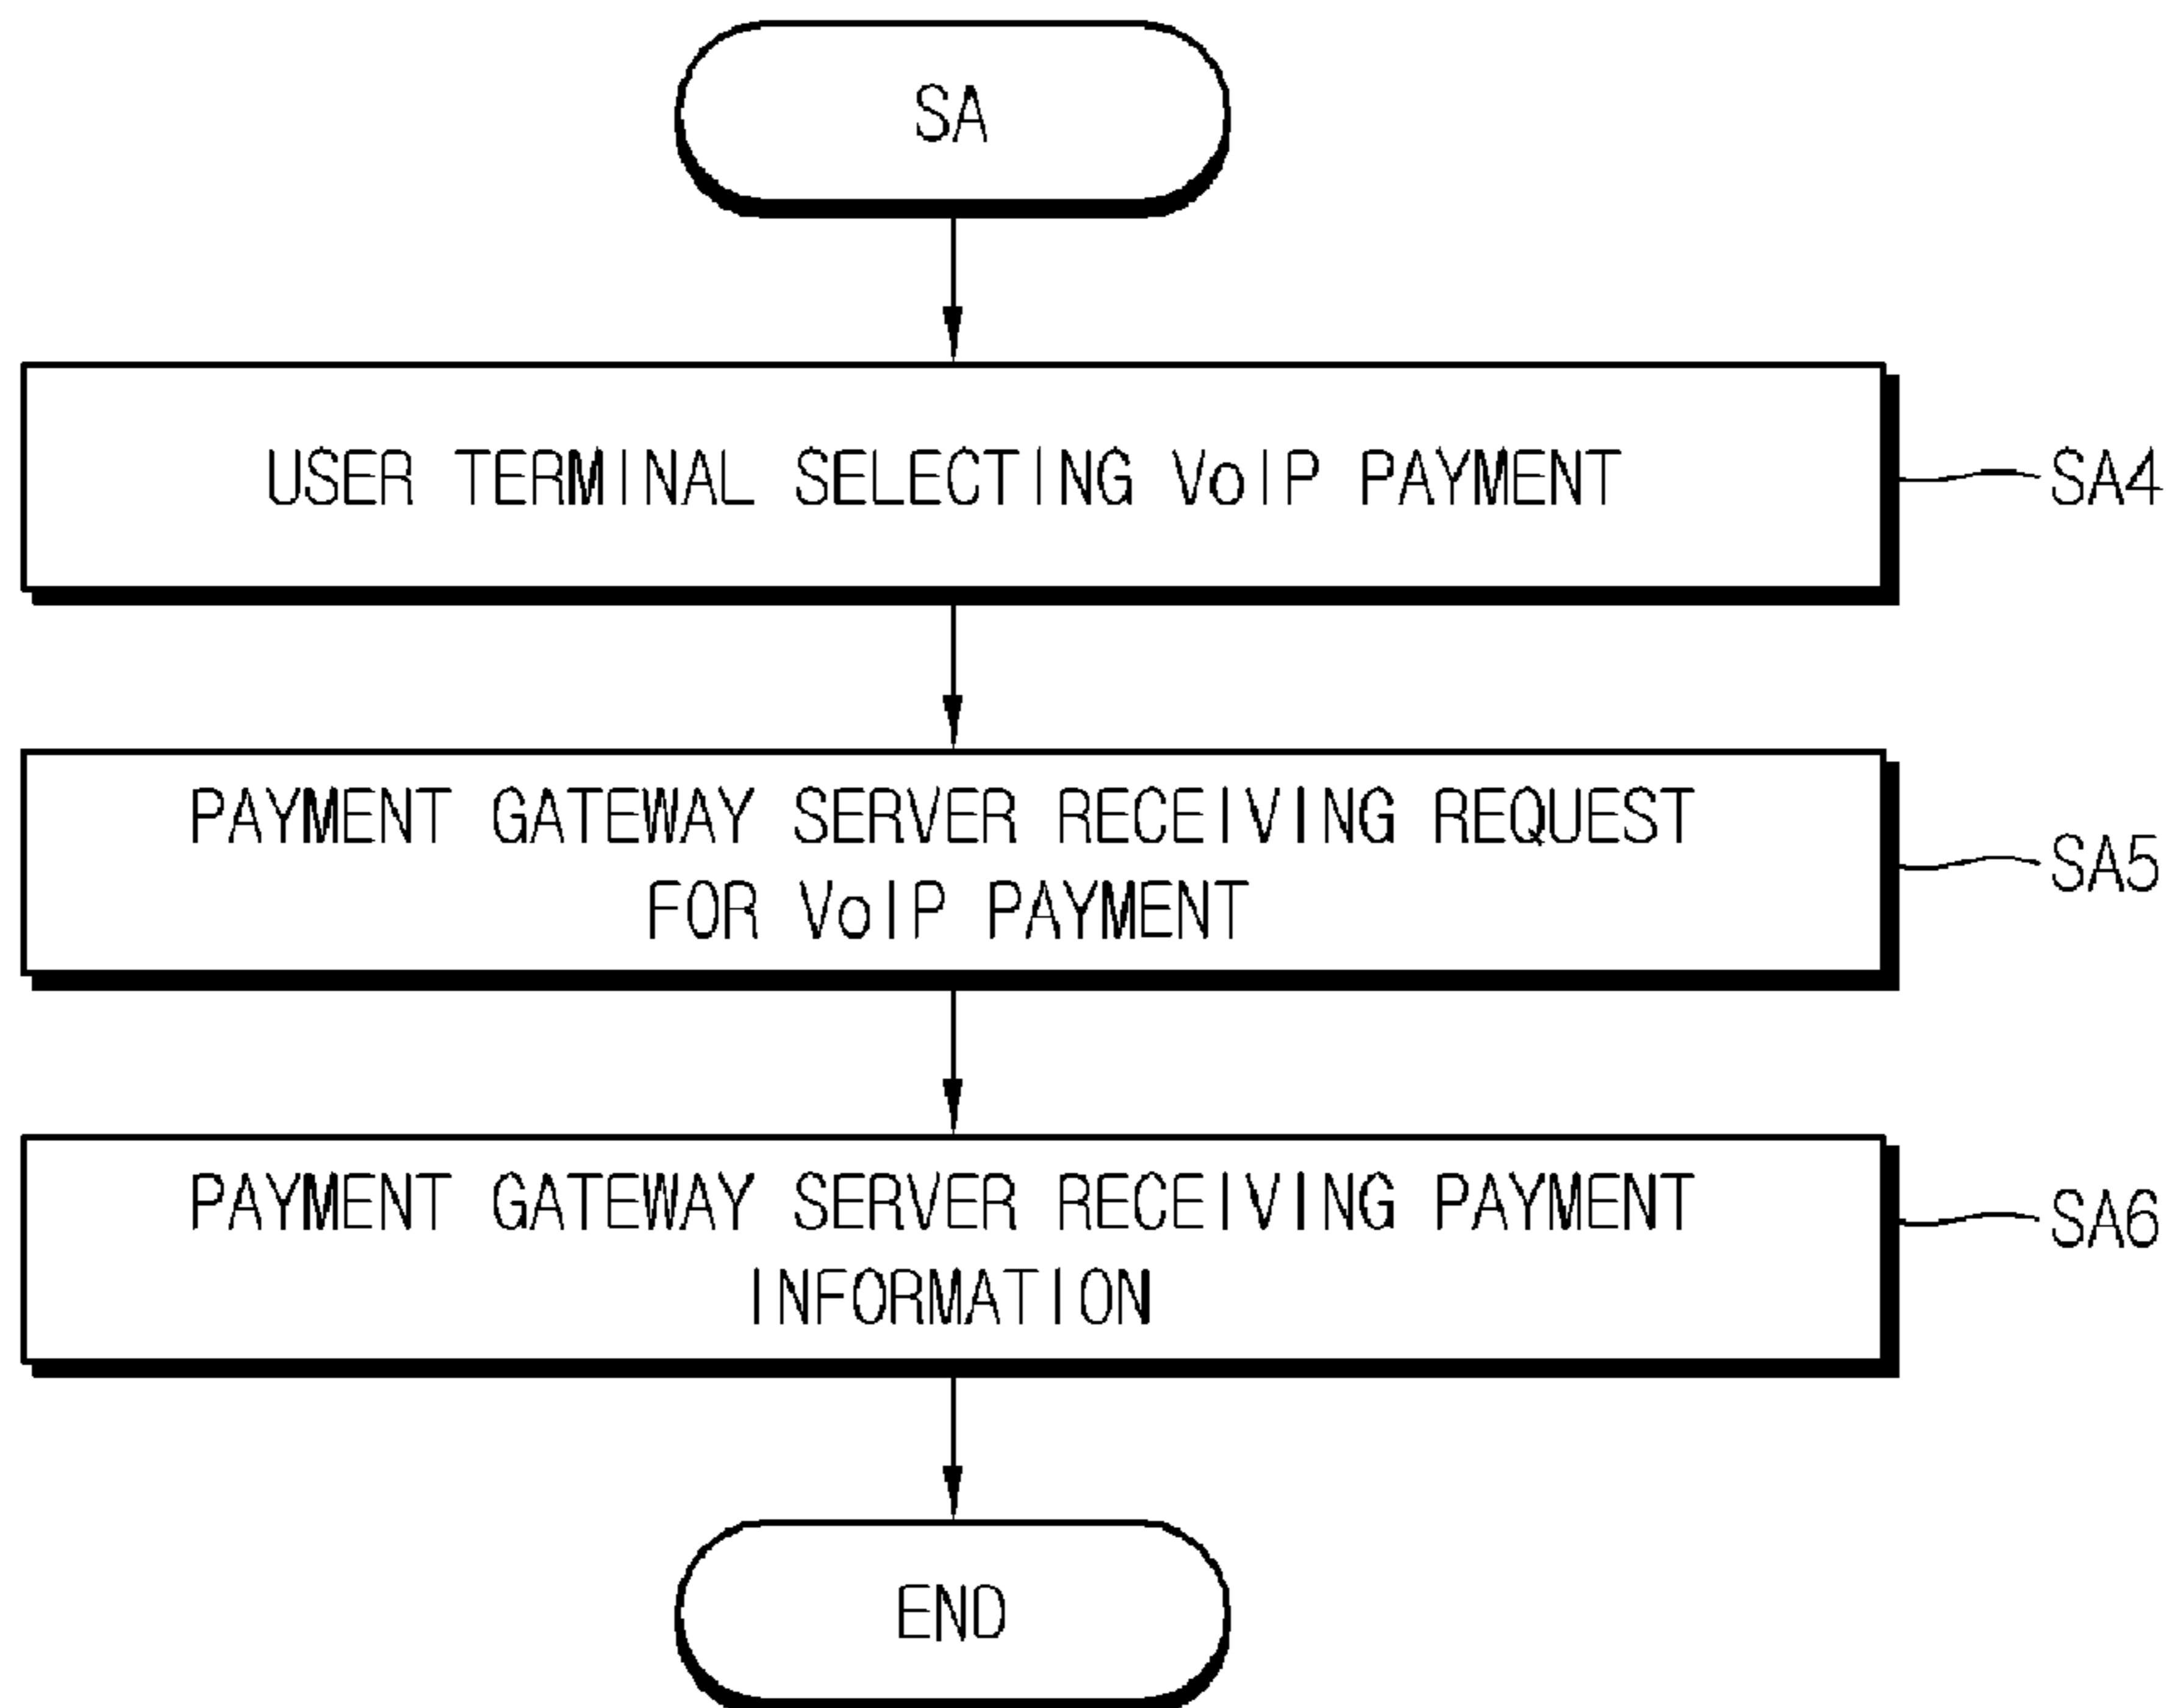 SA
USER TERMINAL SELECTING VoIP PAYMENT
SA4
PAYMENT GATEWAY SERVER RECEIVING REQUEST
FOR VoIP PAYMENT
SA5
PAYMENT GATEWAY SERVER RECEIVING PAYMENT
INFORMATION
SA6
END